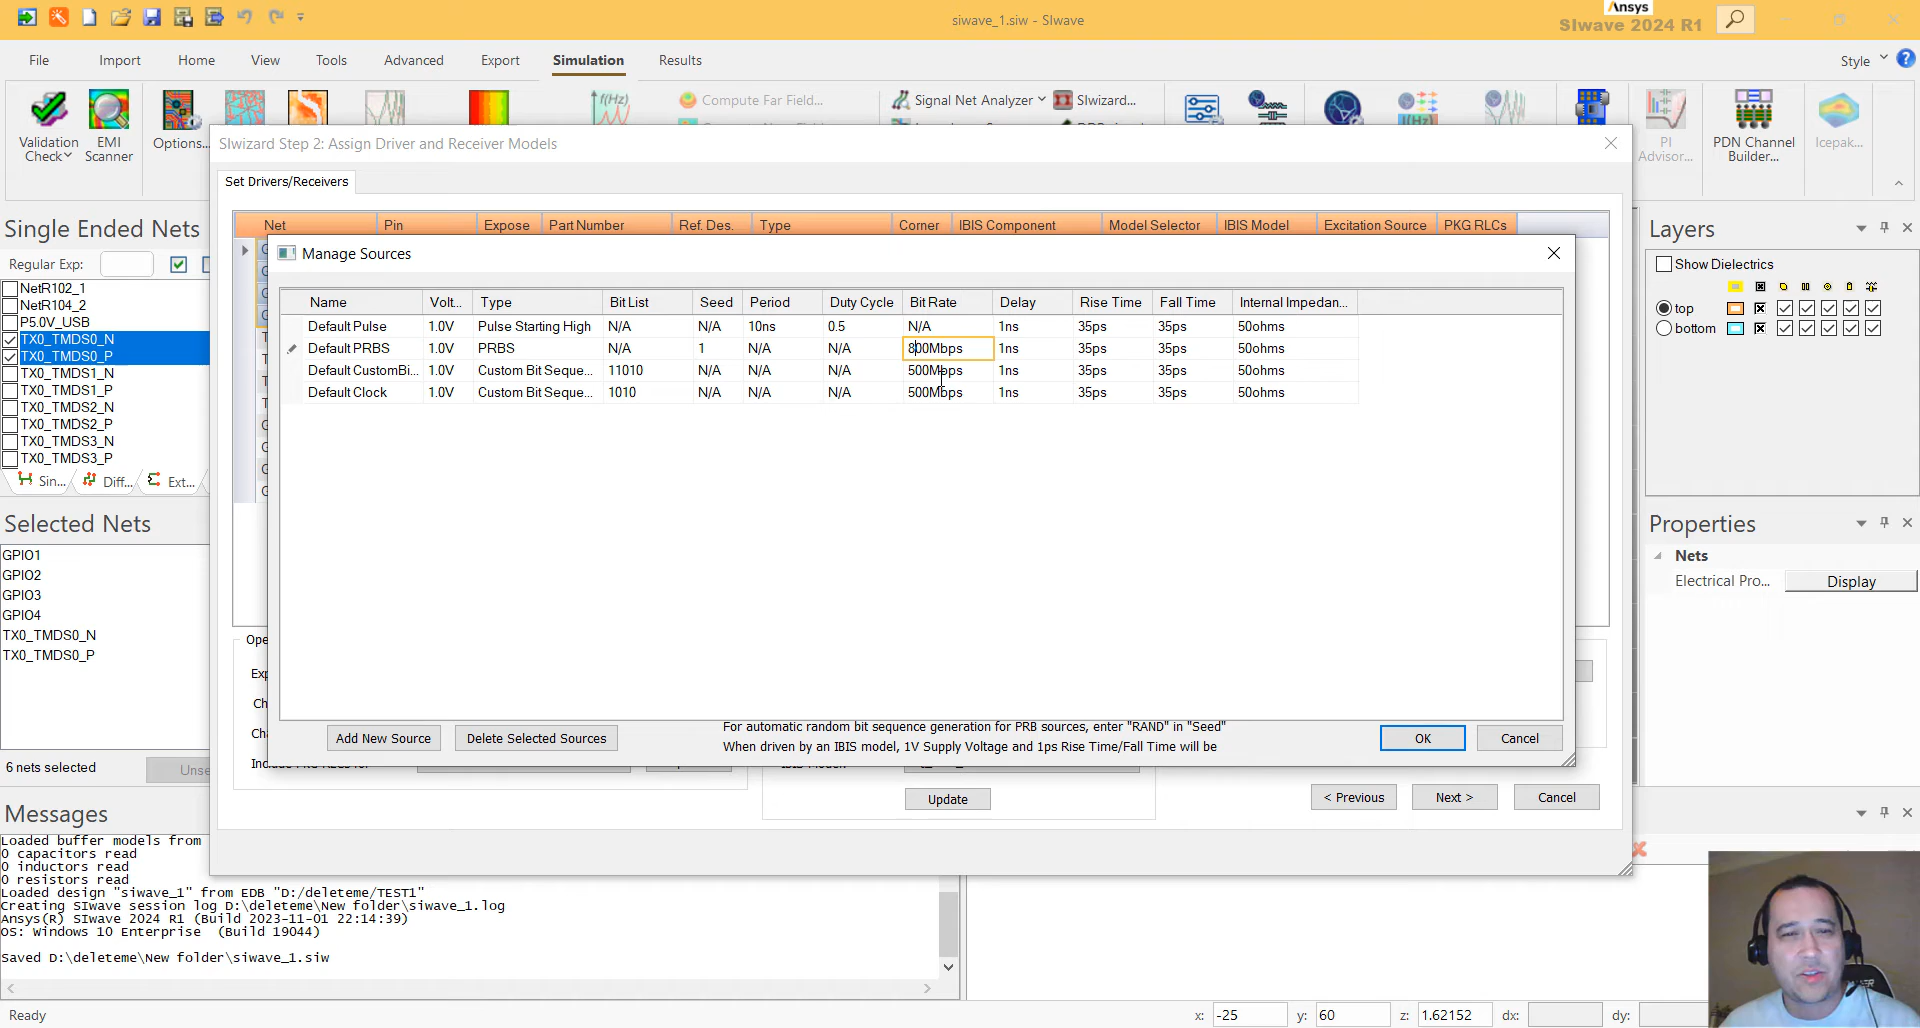 siwave_1.siw - SIwave
Ansys
SIwave 2024 R1
File Import Home View Tools Advanced Export Simulation Results
Style
Validation Check
EMI Scanner
Options...
Compute Far Field...
Signal Net Analyzer
SIwizard...
PI Advisor...
PDN Channel Builder...
Icepak...
Single Ended Nets
Regular Exp:
NetR102_1
NetR104_2
P5.0V_USB
TX0_TMDS0_N
TX0_TMDS0_P
TX0_TMDS1_N
TX0_TMDS1_P
TX0_TMDS2_N
TX0_TMDS2_P
TX0_TMDS3_N
TX0_TMDS3_P
Sin... Diff... Ext...
Selected Nets
GPIO1
GPIO2
GPIO3
GPIO4
TX0_TMDS0_N
TX0_TMDS0_P
6 nets selected
SIwizard Step 2: Assign Driver and Receiver Models
Set Drivers/Receivers
Net Pin Expose Part Number Ref. Des. Type Corner IBIS Component Model Selector IBIS Model Excitation Source PKG RLCs
Manage Sources
Name Volt... Type Bit List Seed Period Duty Cycle Bit Rate Delay Rise Time Fall Time Internal Impedan...
Default Pulse 1.0V Pulse Starting High N/A N/A 10ns 0.5 N/A 1ns 35ps 35ps 50ohms
Default PRBS 1.0V PRBS N/A 1 N/A N/A 800Mbps 1ns 35ps 35ps 50ohms
Default CustomBi... 1.0V Custom Bit Seque... 11010 N/A N/A N/A 500Mbps 1ns 35ps 35ps 50ohms
Default Clock 1.0V Custom Bit Seque... 1010 N/A N/A N/A 500Mbps 1ns 35ps 35ps 50ohms
Add New Source
Delete Selected Sources
For automatic random bit sequence generation for PRB sources, enter "RAND" in "Seed"
When driven by an IBIS model, 1V Supply Voltage and 1ps Rise Time/Fall Time will be
OK
Cancel
Update
< Previous
Next >
Cancel
Layers
Show Dielectrics
top
bottom
Properties
Nets
Electrical Pro... Display
Messages
Loaded buffer models from
0 capacitors read
0 inductors read
0 resistors read
Loaded design "siwave_1" from EDB "D:/deleteme/TEST1"
Creating SIwave session log D:\deleteme\New folder\siwave_1.log
Ansys(R) SIwave 2024 R1 (Build 2023-11-01 22:14:39)
OS: Windows 10 Enterprise (Build 19044)
Saved D:\deleteme\New folder\siwave_1.siw
Ready
x: -25 y: 60 z: 1.62152 dx: dy: